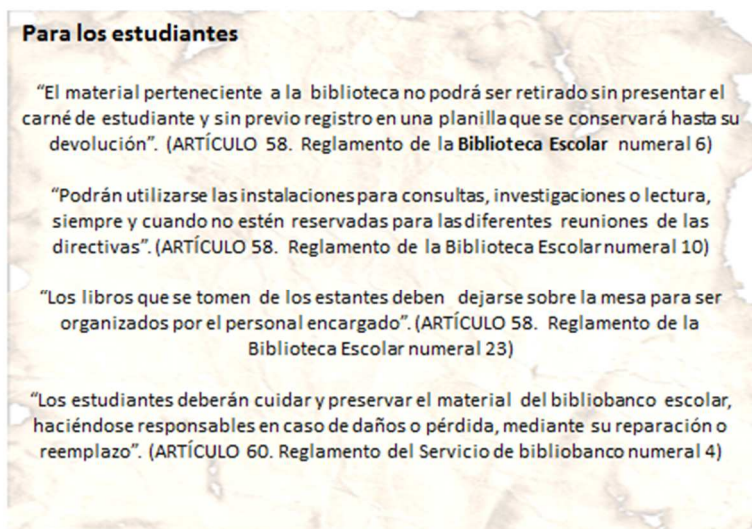 Para los estudiantes
“El material perteneciente a la biblioteca no podrá ser retirado sin presentar el
carné de estudiante y sin previo registro en una planilla que se conservará hasta su
devolución”. (ARTÍCULO 58. Reglamento de la Biblioteca Escolar numeral 6)
“Podrán utilizarse las instalaciones para consultas, investigaciones o lectura,
siempre y cuando no estén reservadas para las diferentes reuniones de las
directivas”. (ARTÍCULO 58. Reglamento de la Biblioteca Escolar numeral 10)
“Los libros que se tomen de los estantes deben dejarse sobre la mesa para ser
organizados por el personal encargado”. (ARTÍCULO 58. Reglamento de la
Biblioteca Escolar numeral 23)
“Los estudiantes deberán cuidar y preservar el material del bibliobanco escolar,
haciéndose responsables en caso de daños o pérdida, mediante su reparación o
reemplazo”. (ARTÍCULO 60. Reglamento del Servicio de bibliobanco numeral 4)